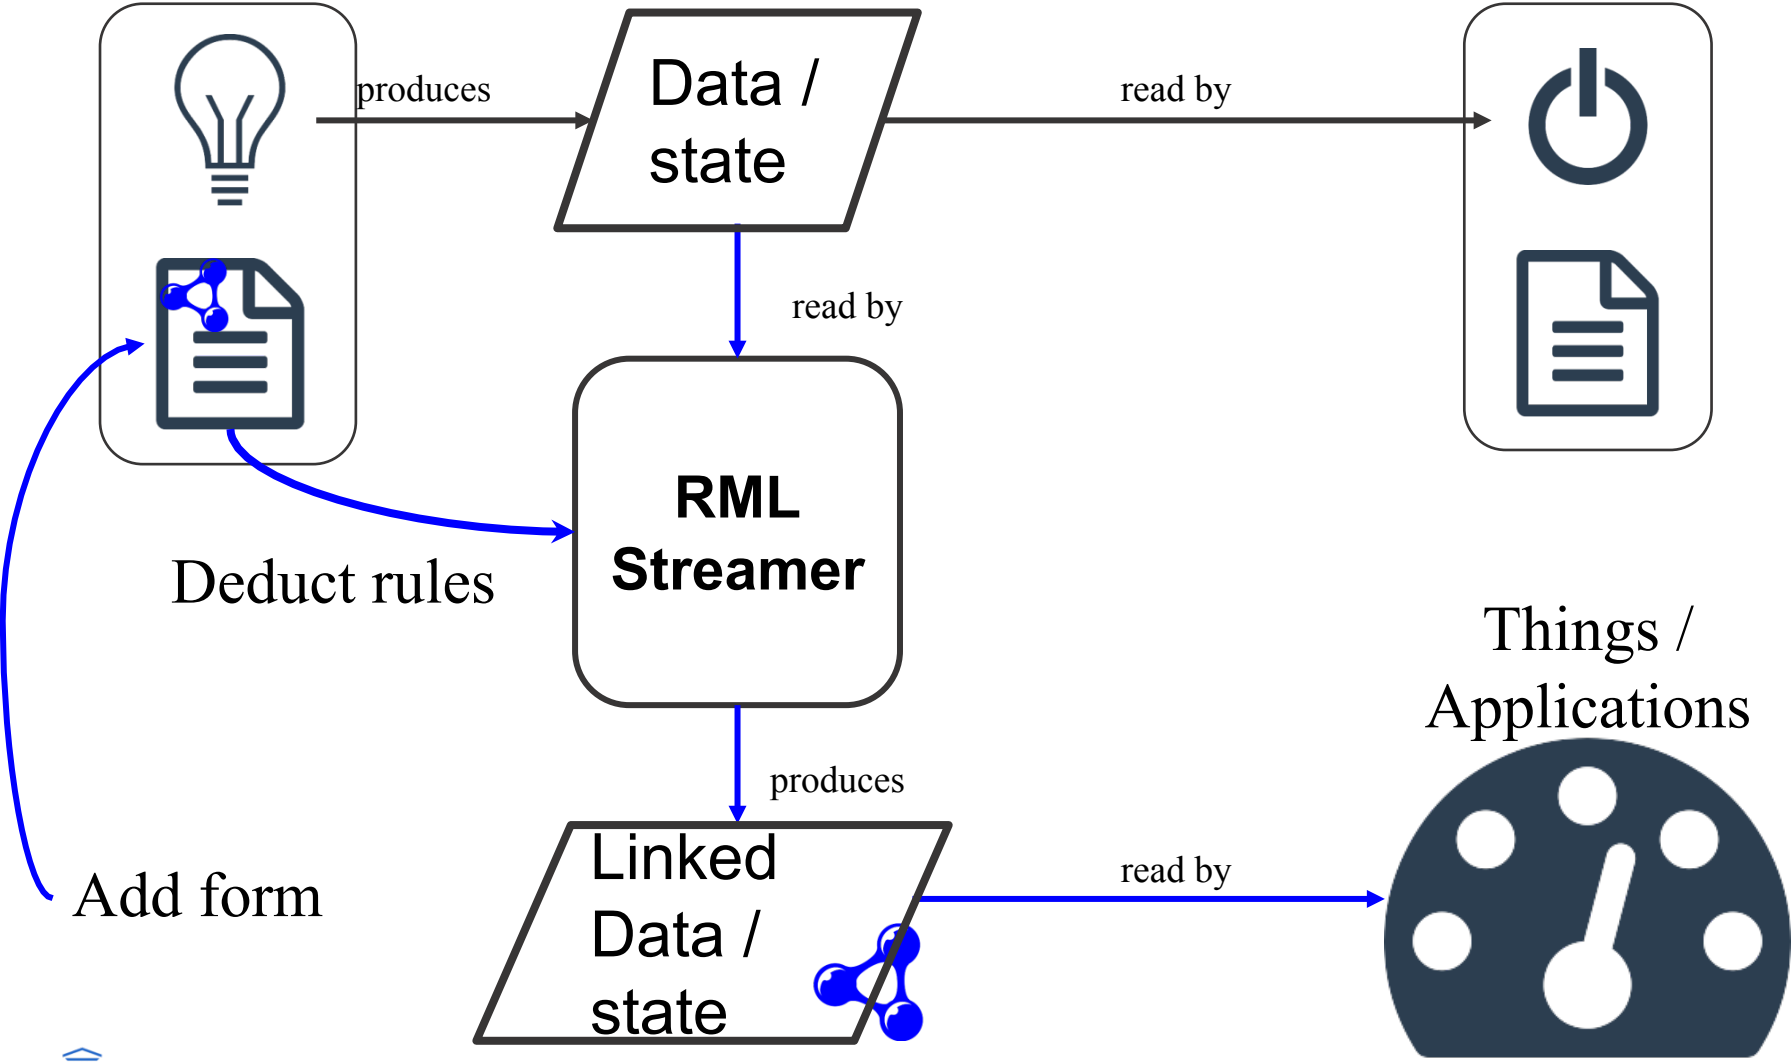 produces
Data /
state
read by
read by
RML
Streamer
Deduct rules
Things /
Applications
produces
Linked
Data /
state
read by
Add form